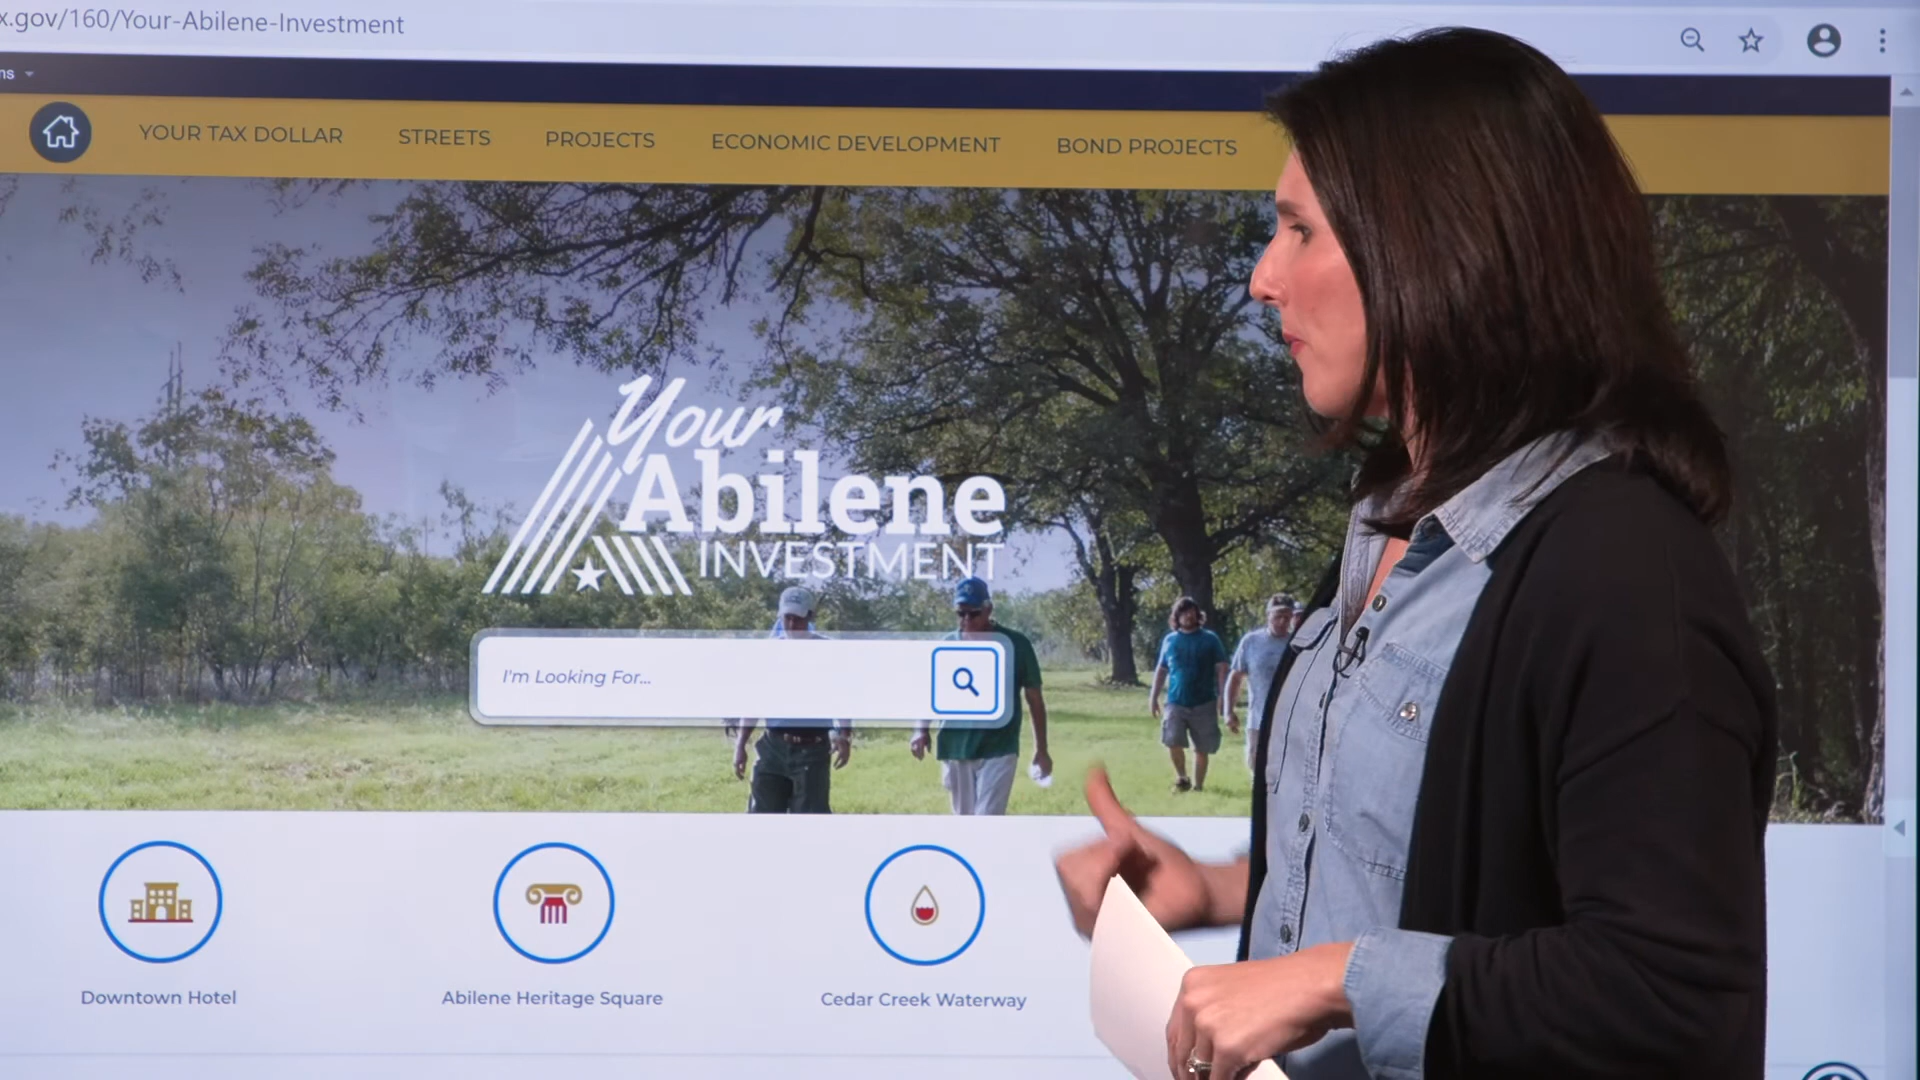 x.gov/160/Your-Abilene-Investment
ns
YOUR TAX DOLLAR STREETS PROJECTS ECONOMIC DEVELOPMENT BOND PROJECTS
Your
Abilene
INVESTMENT
I'm Looking For...
Downtown Hotel Abilene Heritage Square Cedar Creek Waterway